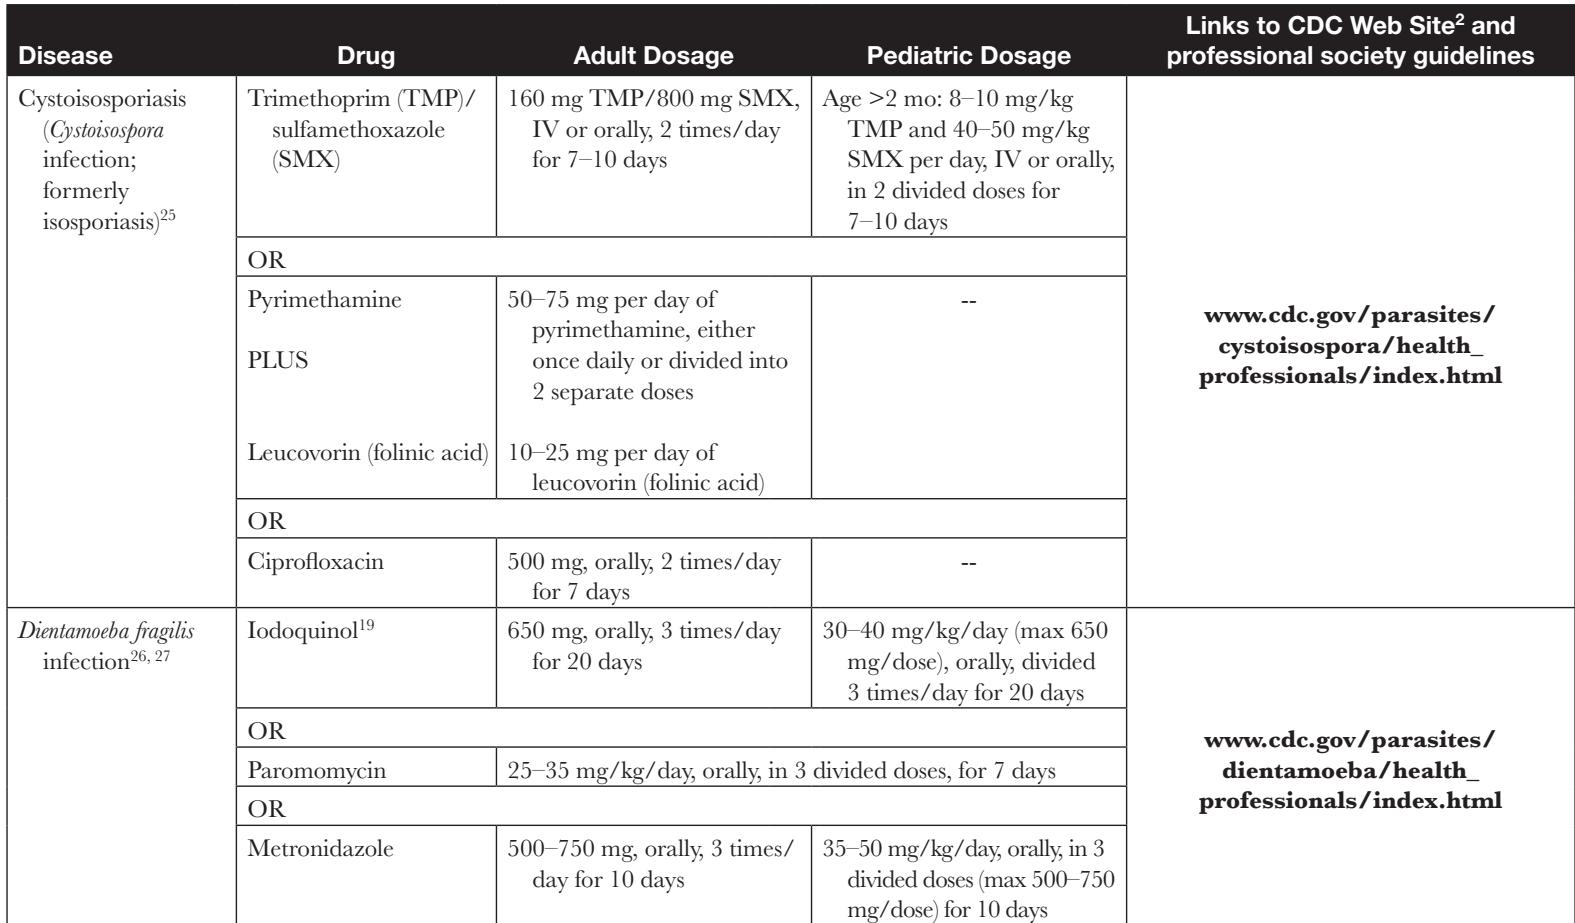 Disease
Drug
Adult Dosage
Pediatric Dosage
Links to CDC Web Site2 and
professional society guidelines
Cystoisosporiasis
(Cystoisospora
infection;
formerly
isosporiasis)25
Trimethoprim (TMP)/
sulfamethoxazole
(SMX)
160 mg TMP/800 mg SMX,
IV or orally, 2 times/day
for 7–10 days
Age >2 mo: 8–10 mg/kg
TMP and 40–50 mg/kg
SMX per day, IV or orally,
in 2 divided doses for
7–10 days
www.cdc.gov/parasites/
cystoisospora/health_
professionals/index.html
OR
Pyrimethamine
PLUS
Leucovorin (folinic acid)
50–75 mg per day of
pyrimethamine, either
once daily or divided into
2 separate doses
10–25 mg per day of
leucovorin (folinic acid)
--
OR
Ciprofloxacin
500 mg, orally, 2 times/day
for 7 days
--
Dientamoeba fragilis
infection26, 27
Iodoquinol19
650 mg, orally, 3 times/day
for 20 days
30–40 mg/kg/day (max 650
mg/dose), orally, divided
3 times/day for 20 days
www.cdc.gov/parasites/
dientamoeba/health_
professionals/index.html
OR
Paromomycin
25–35 mg/kg/day, orally, in 3 divided doses, for 7 days
OR
Metronidazole
500–750 mg, orally, 3 times/
day for 10 days
35–50 mg/kg/day, orally, in 3
divided doses (max 500–750
mg/dose) for 10 days